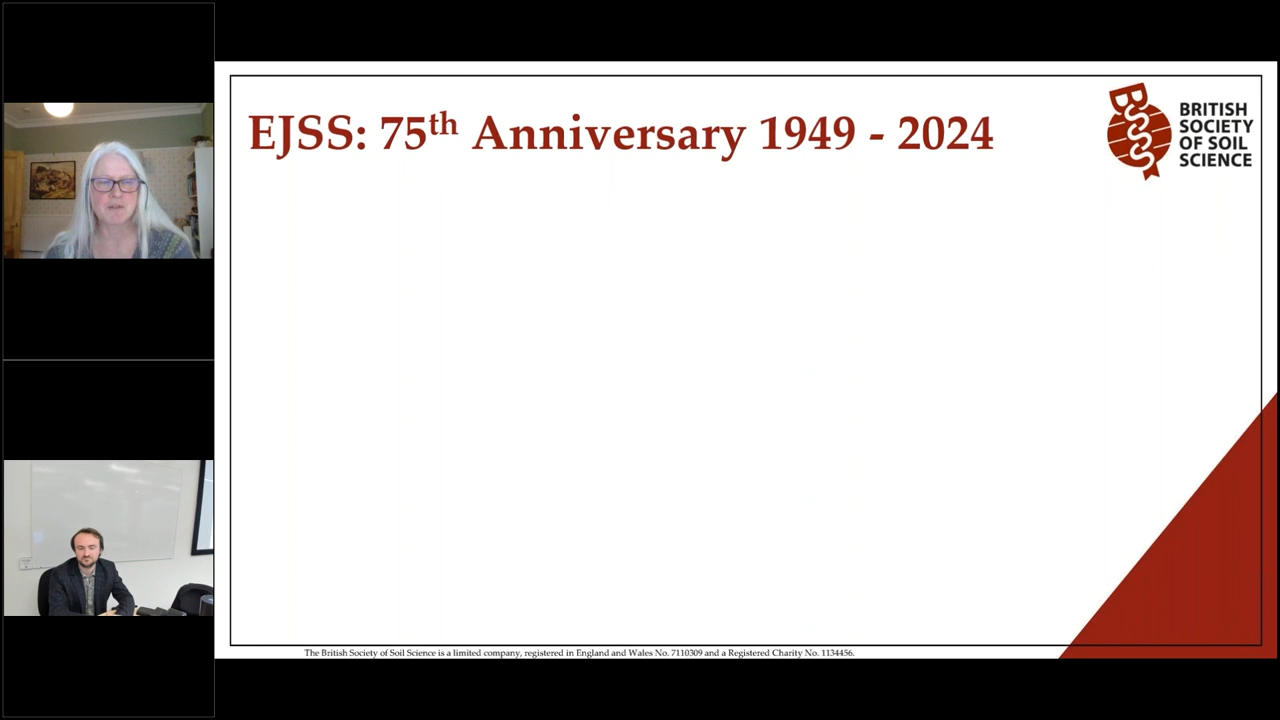 EJSS: 75th Anniversary 1949 - 2024
BSSS
BRITISH
SOCIETY
OF SOIL
SCIENCE
The British Society of Soil Science is a limited company, registered in England and Wales No. 7110309 and a Registered Charity No. 1134456.